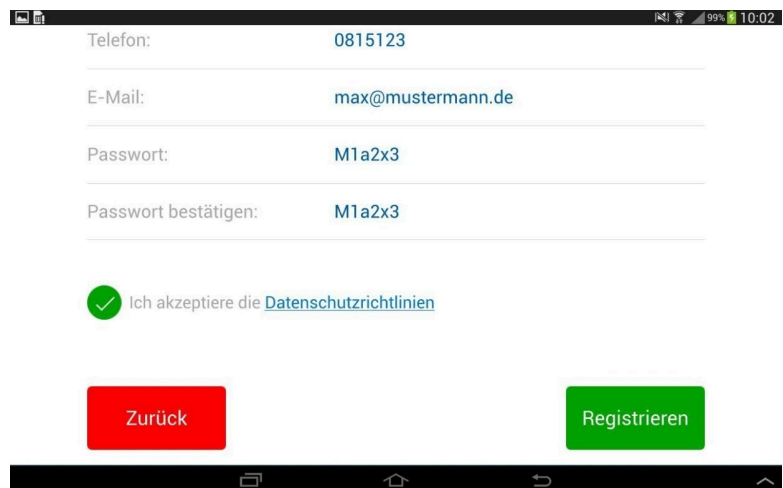 99% 10:02
Telefon: 0815123
E-Mail: max@mustermann.de
Passwort: M1a2x3
Passwort bestätigen: M1a2x3
Ich akzeptiere die Datenschutzrichtlinien
Zurück Registrieren